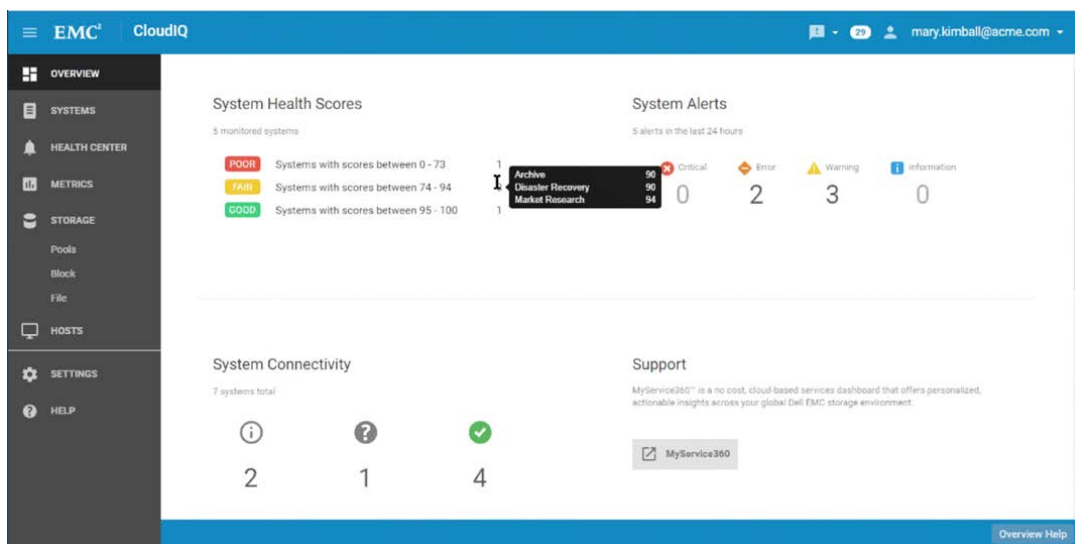 EMC² CloudIQ
29 mary.kimball@acme.com
OVERVIEW
SYSTEMS
HEALTH CENTER
METRICS
STORAGE
Pools
Block
File
HOSTS
SETTINGS
HELP
System Health Scores
5 monitored systems
POOR Systems with scores between 0 - 73 1
FAIR Systems with scores between 74 - 94
GOOD Systems with scores between 95 - 100 1
Archive 90
Disaster Recovery 90
Market Research 94
System Alerts
5 alerts in the last 24 hours
Critical Error Warning Information
0 2 3 0
System Connectivity
7 systems total
2 1 4
Support
MyService360™ is a no cost, cloud-based services dashboard that offers personalized,
actionable insights across your global Dell EMC storage environment.
MyService360
Overview Help